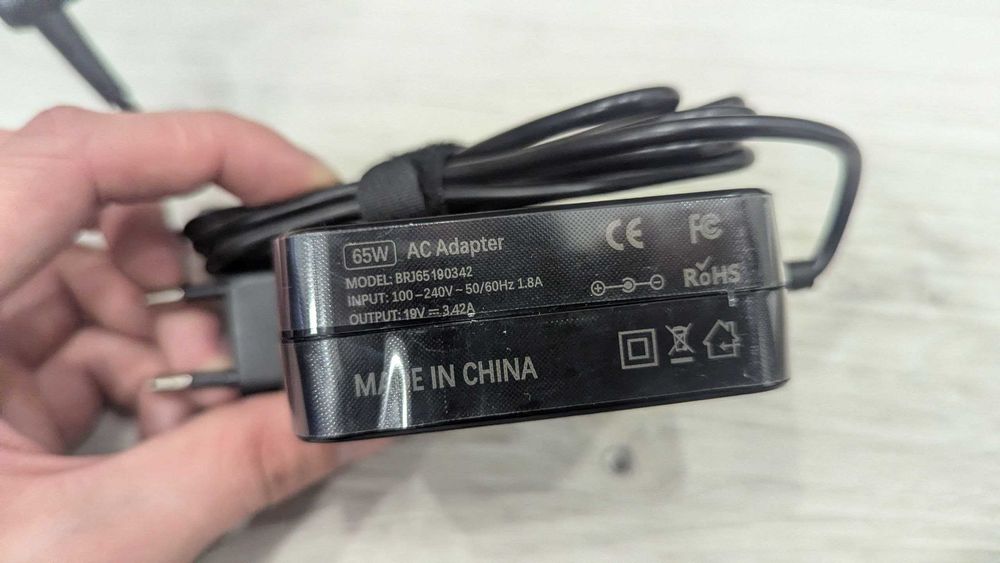 65W AC Adapter
MODEL: BRJ65190342
INPUT: 100-240V~50/60Hz 1.8A
OUTPUT: 19V⎓3.42A
CE FC
RoHS
MADE IN CHINA